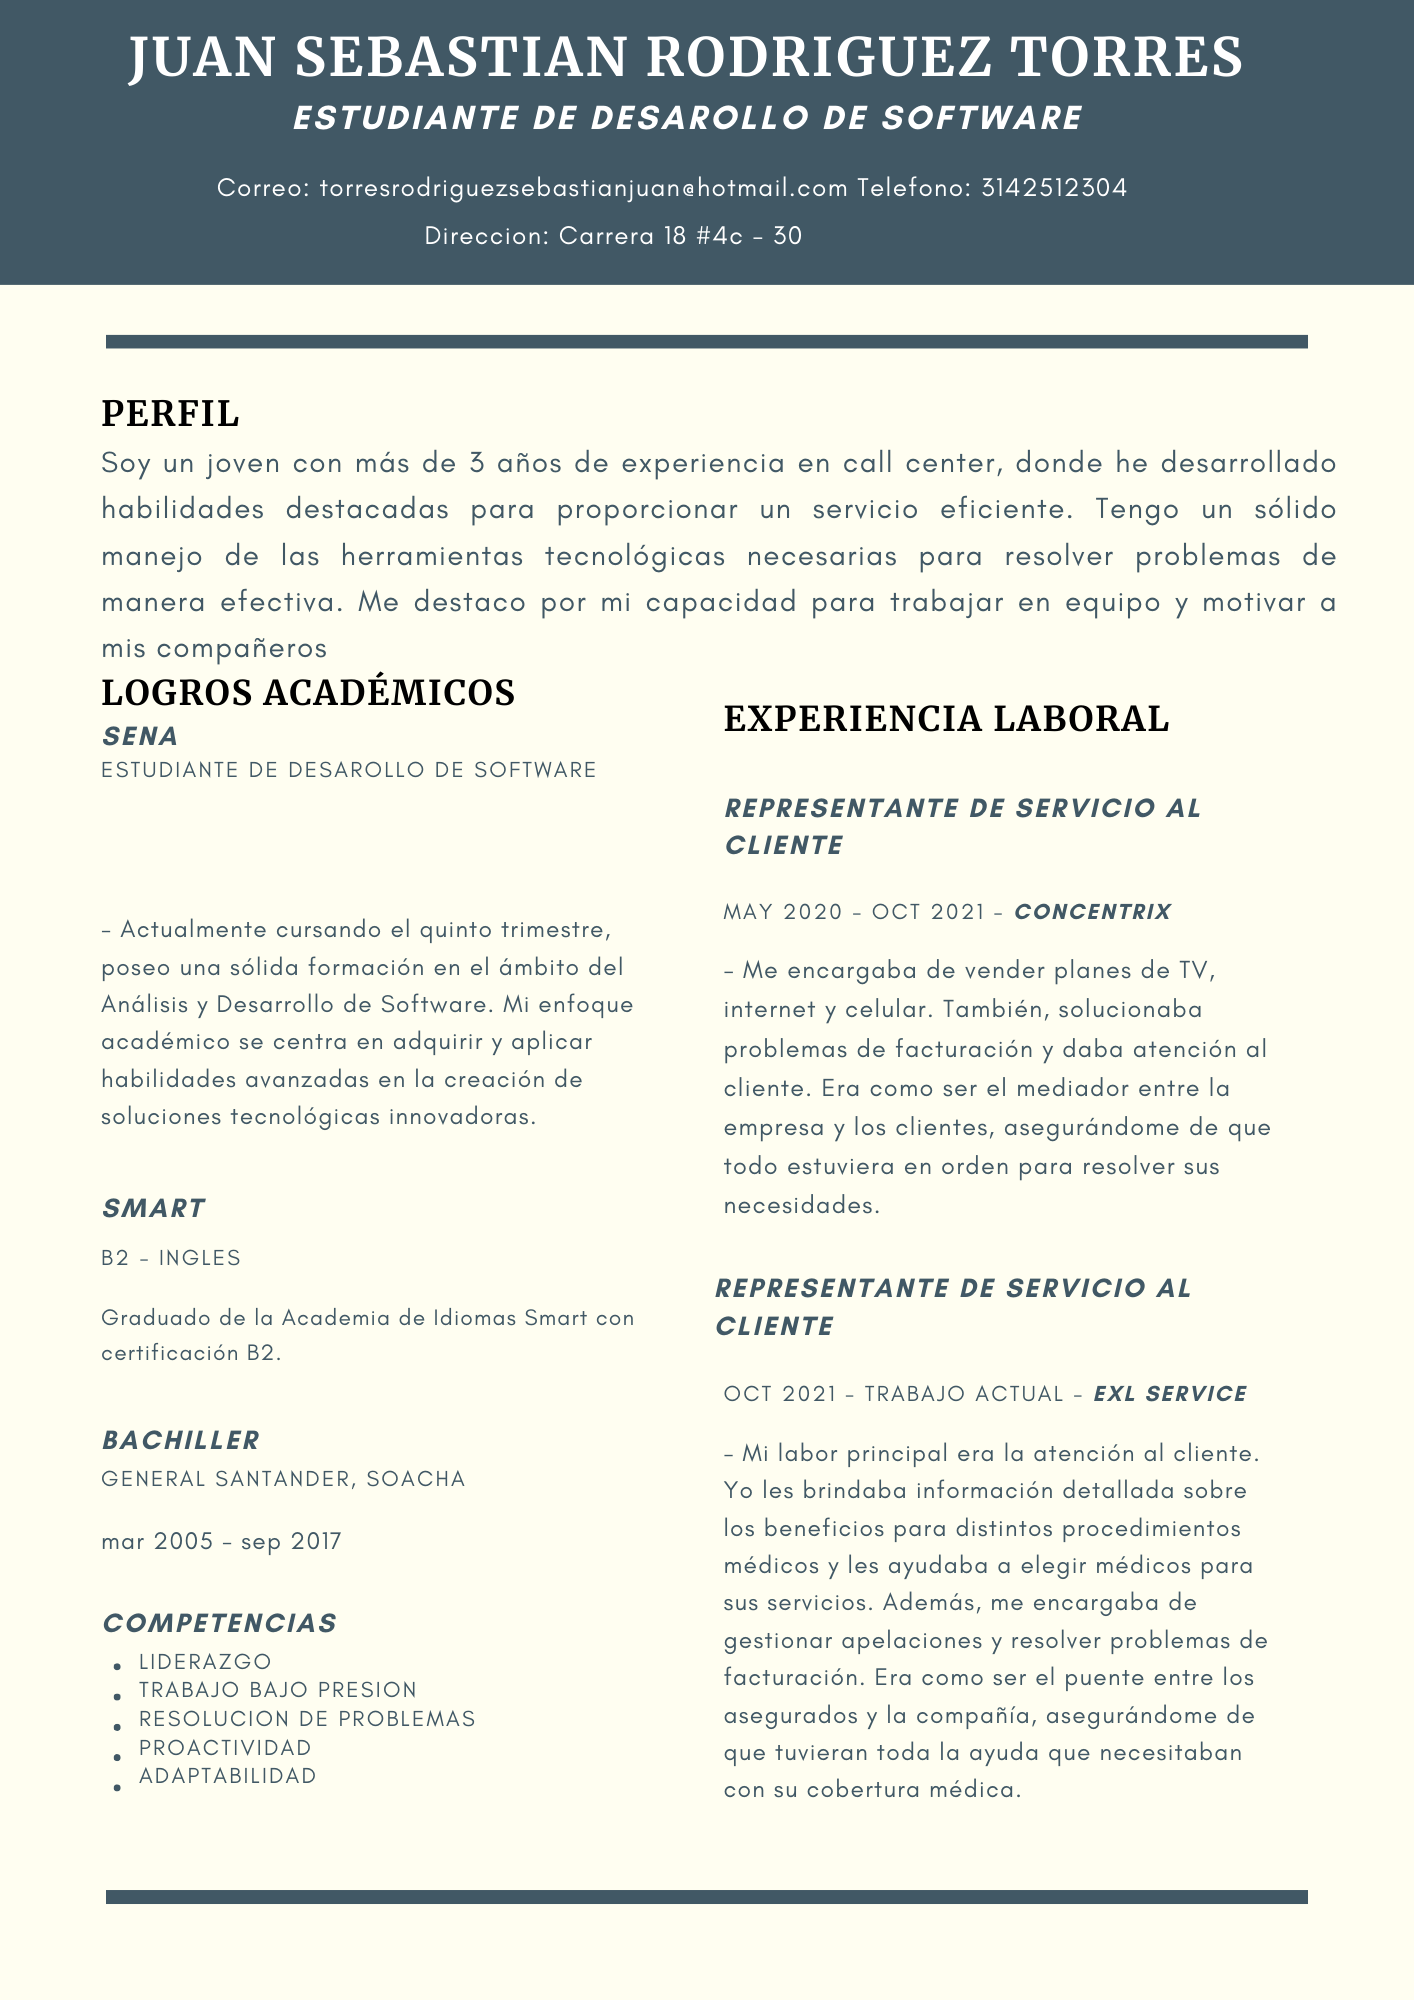 JUAN SEBASTIAN RODRIGUEZ TORRES
ESTUDIANTE DE DESAROLLO DE SOFTWARE
Correo: torresrodriguezsebastianjuan@hotmail.com Telefono: 3142512304
Direccion: Carrera 18 #4c - 30
PERFIL
Soy un joven con más de 3 años de experiencia en call center, donde he desarrollado
habilidades destacadas para proporcionar un servicio eficiente. Tengo un sólido
manejo de las herramientas tecnológicas necesarias para resolver problemas de
manera efectiva. Me destaco por mi capacidad para trabajar en equipo y motivar a
mis compañeros
LOGROS ACADÉMICOS
SENA
ESTUDIANTE DE DESAROLLO DE SOFTWARE
- Actualmente cursando el quinto trimestre,
poseo una sólida formación en el ámbito del
Análisis y Desarrollo de Software. Mi enfoque
académico se centra en adquirir y aplicar
habilidades avanzadas en la creación de
soluciones tecnológicas innovadoras.
SMART
B2 - INGLES
Graduado de la Academia de Idiomas Smart con
certificación B2.
BACHILLER
GENERAL SANTANDER, SOACHA
mar 2005 - sep 2017
COMPETENCIAS
• LIDERAZGO
• TRABAJO BAJO PRESION
• RESOLUCION DE PROBLEMAS
• PROACTIVIDAD
• ADAPTABILIDAD
EXPERIENCIA LABORAL
REPRESENTANTE DE SERVICIO AL
CLIENTE
MAY 2020 - OCT 2021 - CONCENTRIX
- Me encargaba de vender planes de TV,
internet y celular. También, solucionaba
problemas de facturación y daba atención al
cliente. Era como ser el mediador entre la
empresa y los clientes, asegurándome de que
todo estuviera en orden para resolver sus
necesidades.
REPRESENTANTE DE SERVICIO AL
CLIENTE
OCT 2021 - TRABAJO ACTUAL - EXL SERVICE
- Mi labor principal era la atención al cliente.
Yo les brindaba información detallada sobre
los beneficios para distintos procedimientos
médicos y les ayudaba a elegir médicos para
sus servicios. Además, me encargaba de
gestionar apelaciones y resolver problemas de
facturación. Era como ser el puente entre los
asegurados y la compañía, asegurándome de
que tuvieran toda la ayuda que necesitaban
con su cobertura médica.